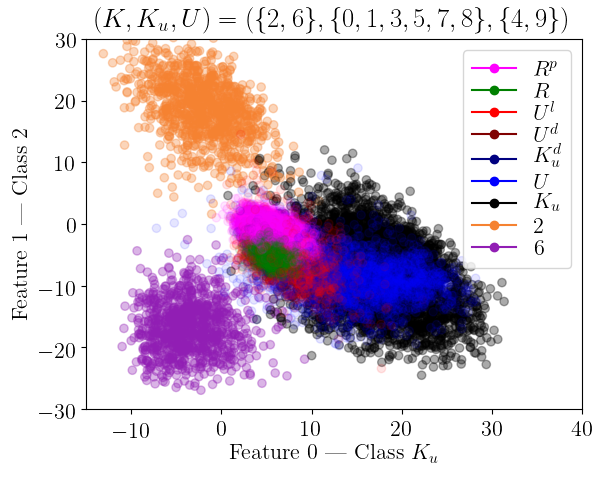 (K, K_u, U) = ({2, 6}, {0, 1, 3, 5, 7, 8}, {4, 9})
30
20
10
0
−10
−20
−30
Feature 1 — Class 2
R^p
R
U^l
U^d
K_u^d
U
K_u
2
6
−10
0
10
20
30
40
Feature 0 — Class K_u